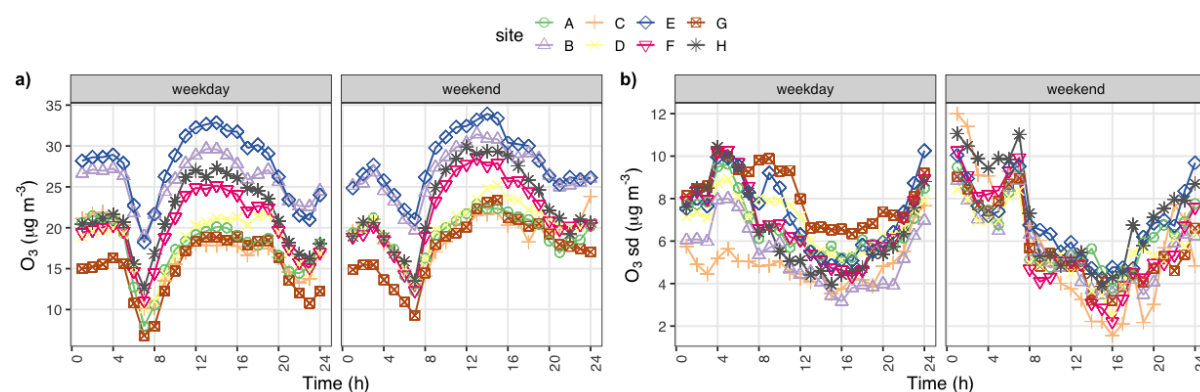 site A C E G
B D F H
a) weekday weekend
b) weekday weekend
O₃ (µg m⁻³)
35
30
25
20
15
10
0 4 8 12 16 20 24 0 4 8 12 16 20 24
Time (h)
O₃ sd (µg m⁻³)
12
10
8
6
4
2
0 4 8 12 16 20 24 0 4 8 12 16 20 24
Time (h)